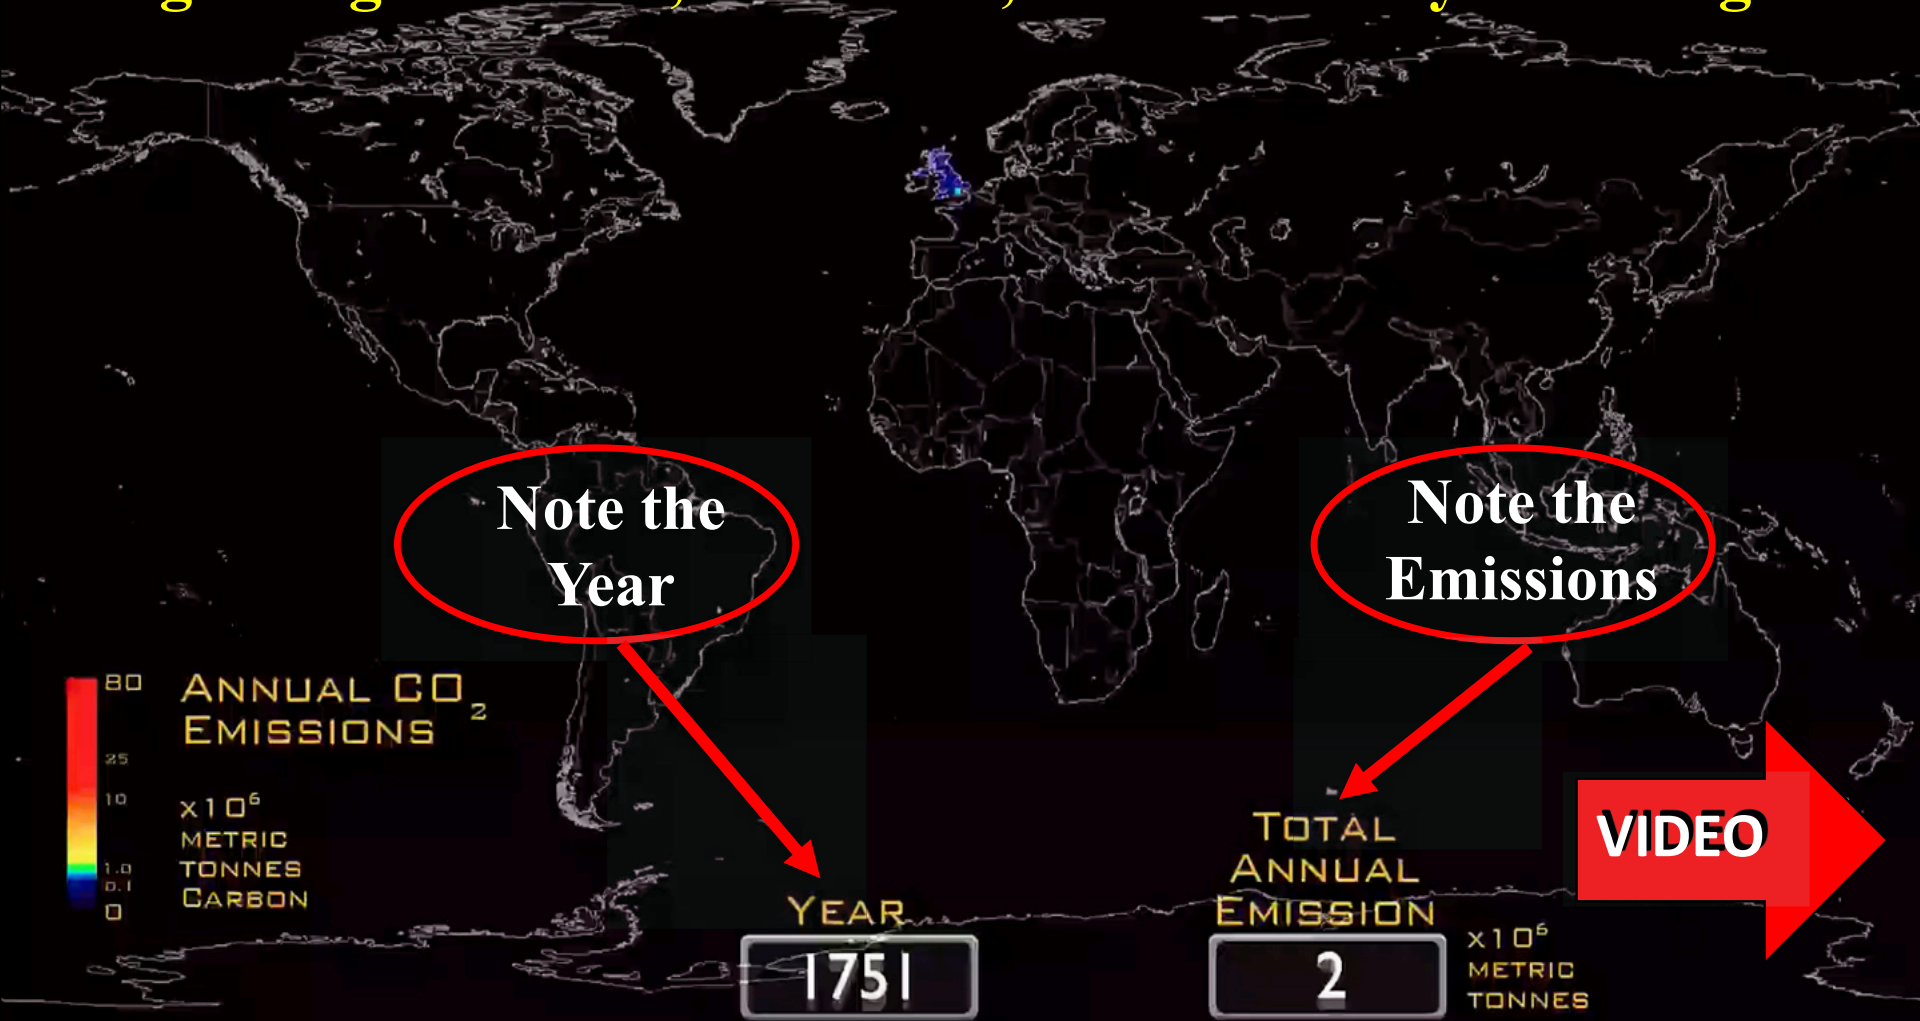 Note the
Year
Note the
Emissions
80
25
10
1.0
0.1
0
ANNUAL CO2
EMISSIONS
x10⁶
METRIC
TONNES
CARBON
YEAR
1751
TOTAL
ANNUAL
EMISSION
2
x10⁶
METRIC
TONNES
VIDEO